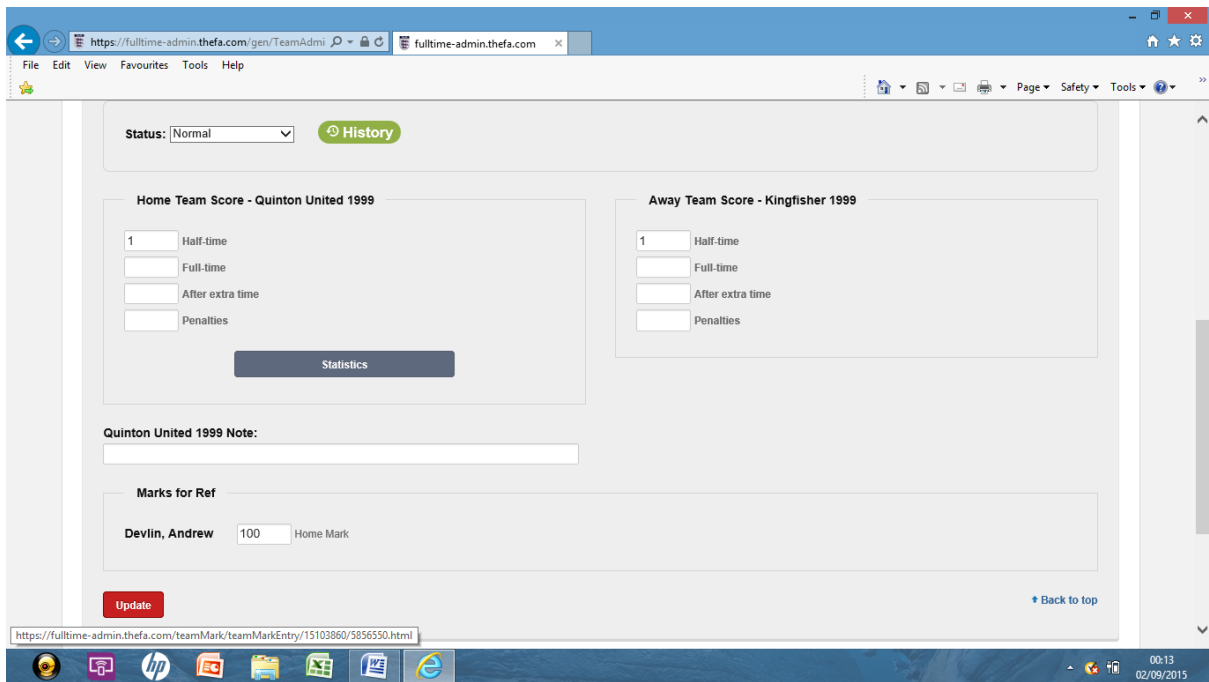 https://fulltime-admin.thefa.com/gen/TeamAdmi
fulltime-admin.thefa.com
File Edit View Favourites Tools Help
Page Safety Tools
Status: Normal
History
Home Team Score - Quinton United 1999
1 Half-time
Full-time
After extra time
Penalties
Statistics
Away Team Score - Kingfisher 1999
1 Half-time
Full-time
After extra time
Penalties
Quinton United 1999 Note:
Marks for Ref
Devlin, Andrew 100 Home Mark
Update
Back to top
https://fulltime-admin.thefa.com/teamMark/teamMarkEntry/15103860/5856550.html
hp
00:13
02/09/2015